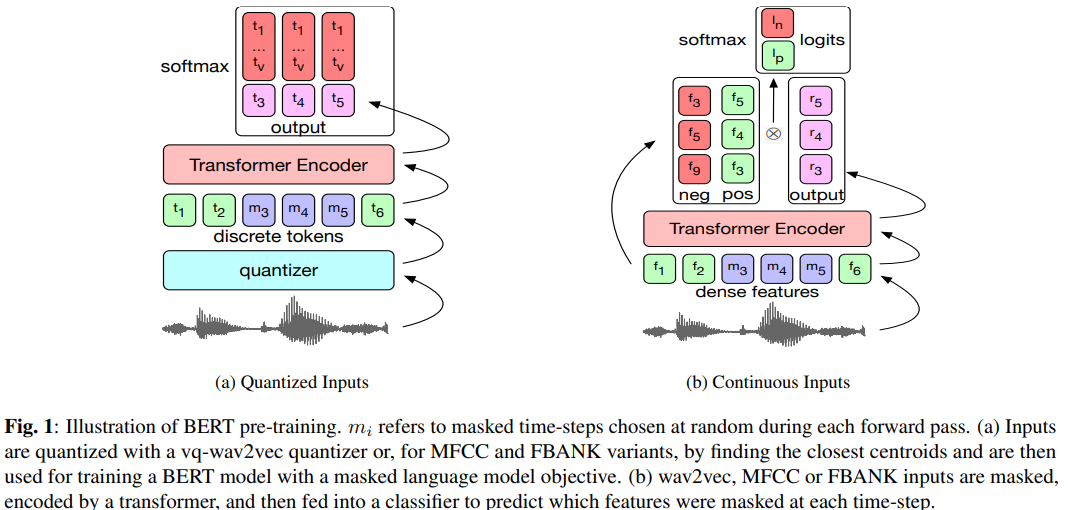 t1 t1 t1
... ... ...
tv tv tv
softmax
t3 t4 t5
output
Transformer Encoder
t1 t2 m3 m4 m5 t6
discrete tokens
quantizer
(a) Quantized Inputs
ln
softmax logits
lp
f3 f5 r5
f5 f4 ⊗ r4
f9 f3 r3
neg pos output
Transformer Encoder
f1 f2 m3 m4 m5 f6
dense features
(b) Continuous Inputs
Fig. 1: Illustration of BERT pre-training. mi refers to masked time-steps chosen at random during each forward pass. (a) Inputs
are quantized with a vq-wav2vec quantizer or, for MFCC and FBANK variants, by finding the closest centroids and are then
used for training a BERT model with a masked language model objective. (b) wav2vec, MFCC or FBANK inputs are masked,
encoded by a transformer, and then fed into a classifier to predict which features were masked at each time-step.